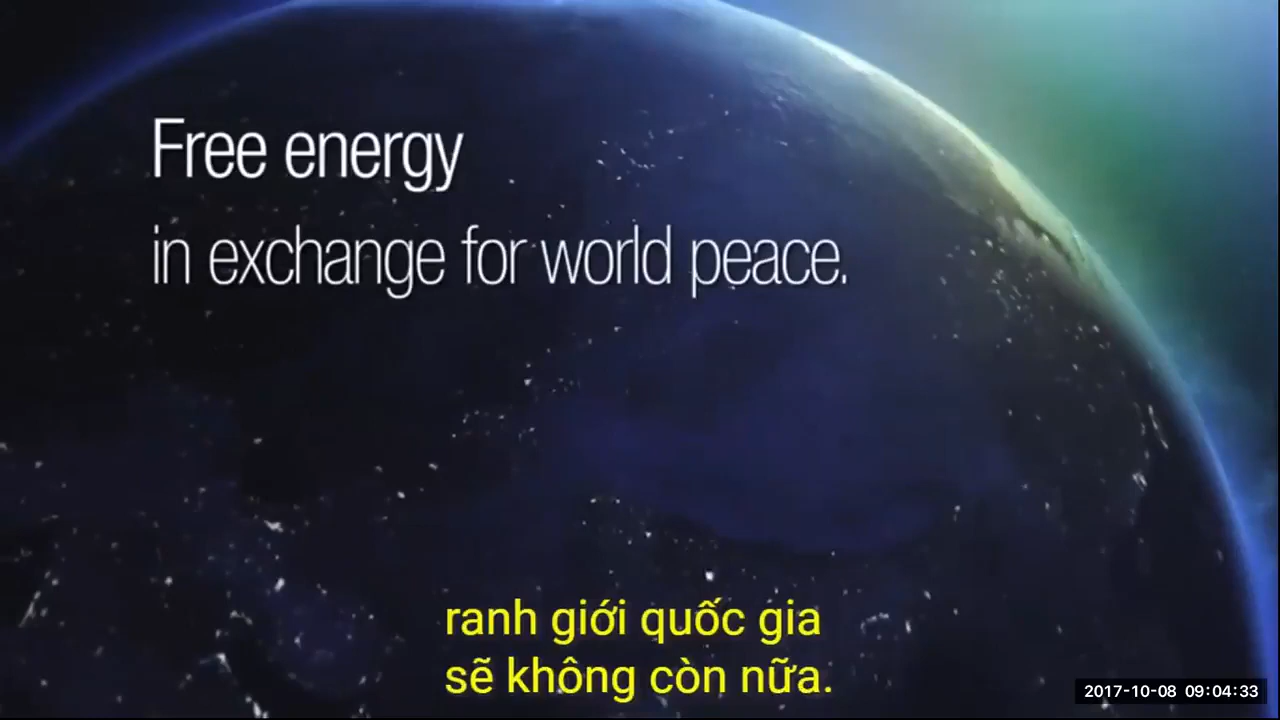 Free energy
in exchange for world peace.
ranh giới quốc gia
sẽ không còn nữa.
2017-10-08 09:04:33